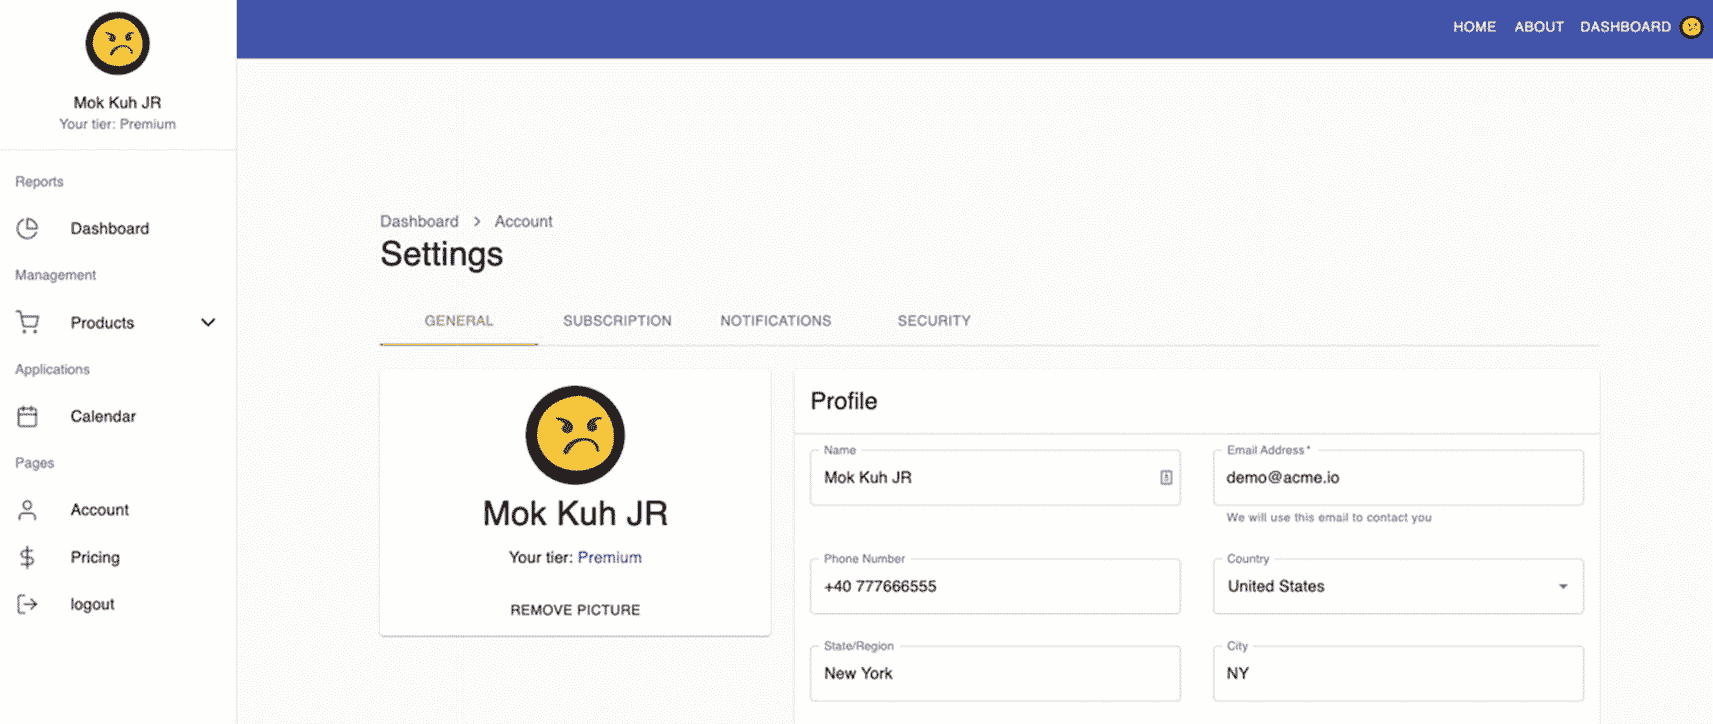 HOME ABOUT DASHBOARD
Mok Kuh JR
Your tier: Premium
Reports
Dashboard
Management
Products
Applications
Calendar
Pages
Account
Pricing
logout
Dashboard > Account
Settings
GENERAL SUBSCRIPTION NOTIFICATIONS SECURITY
Mok Kuh JR
Your tier: Premium
REMOVE PICTURE
Profile
Name
Mok Kuh JR
Email Address*
demo@acme.io
We will use this email to contact you
Phone Number
+40 777666555
Country
United States
State/Region
New York
City
NY